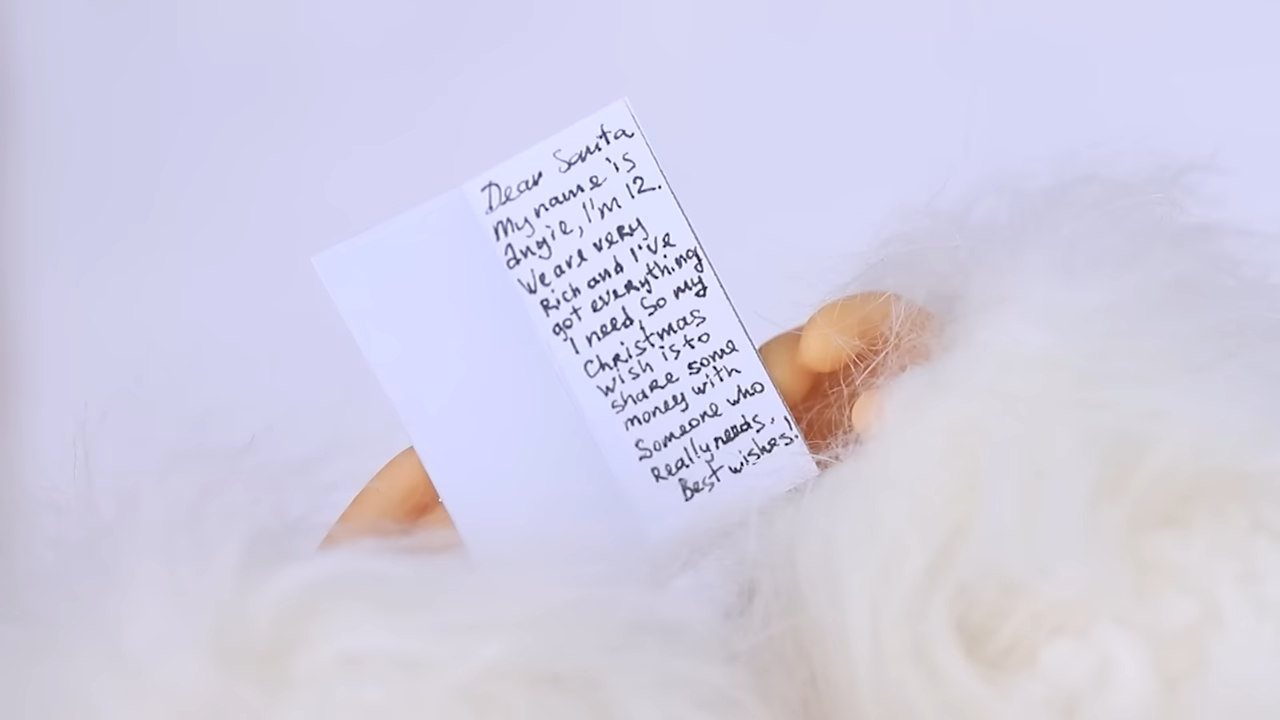 Dear Santa
My name is
Angie, I'm 12.
We are very
Rich and I've
got everything
I need So my
Christmas
wish is to
share some
money with
Someone who
Really needs.
Best wishes!